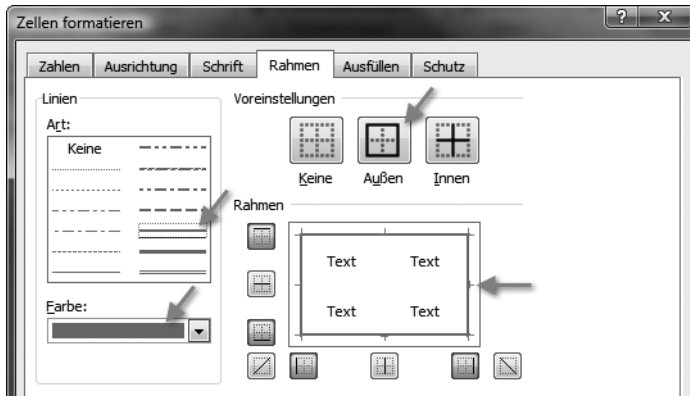 Zellen formatieren
? X
Zahlen Ausrichtung Schrift Rahmen Ausfüllen Schutz
Linien
Art:
Keine
Farbe:
Voreinstellungen
Keine Außen Innen
Rahmen
Text Text
Text Text